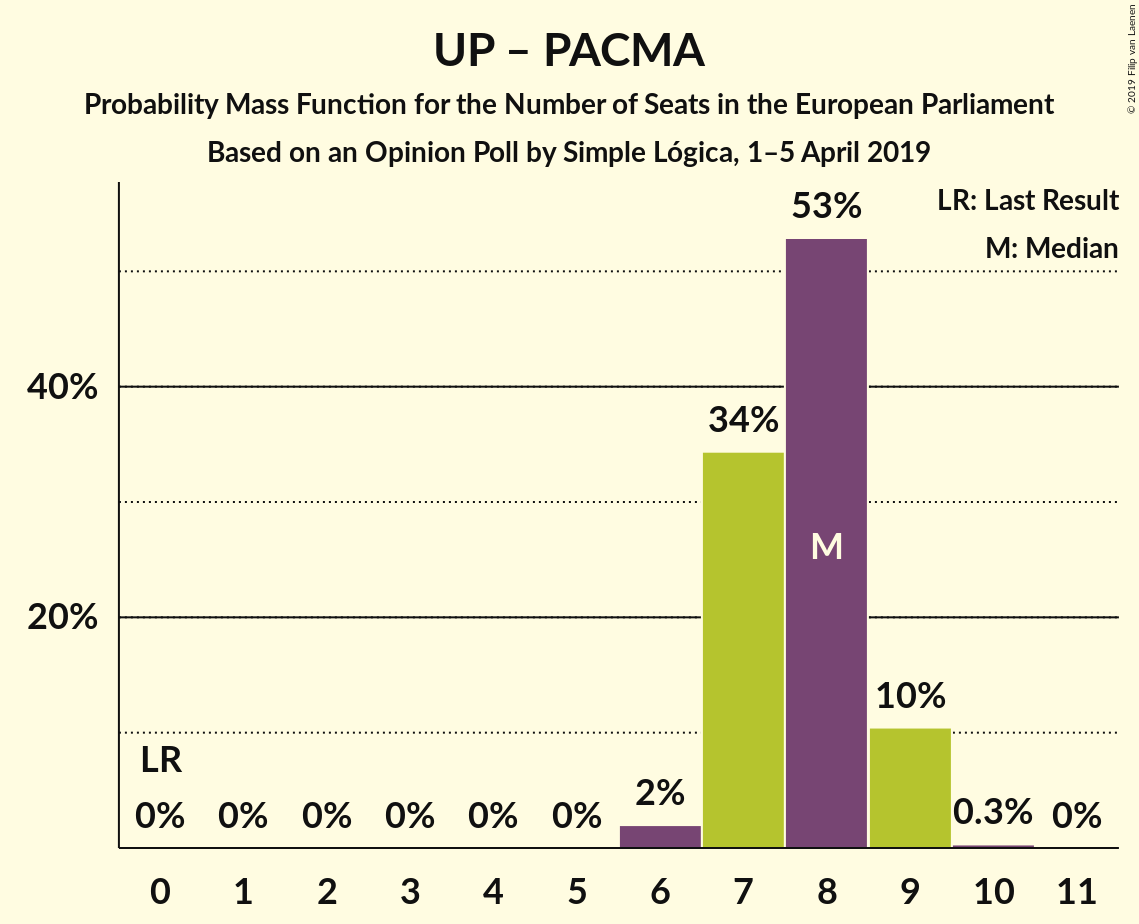 UP – PACMA
Probability Mass Function for the Number of Seats in the European Parliament
Based on an Opinion Poll by Simple Lógica, 1–5 April 2019
© 2019 Filip van Laenen
LR: Last Result
M: Median
53%
40%
34%
M
20%
10%
LR
2%
0% 0% 0% 0% 0% 0% 0.3% 0%
0 1 2 3 4 5 6 7 8 9 10 11